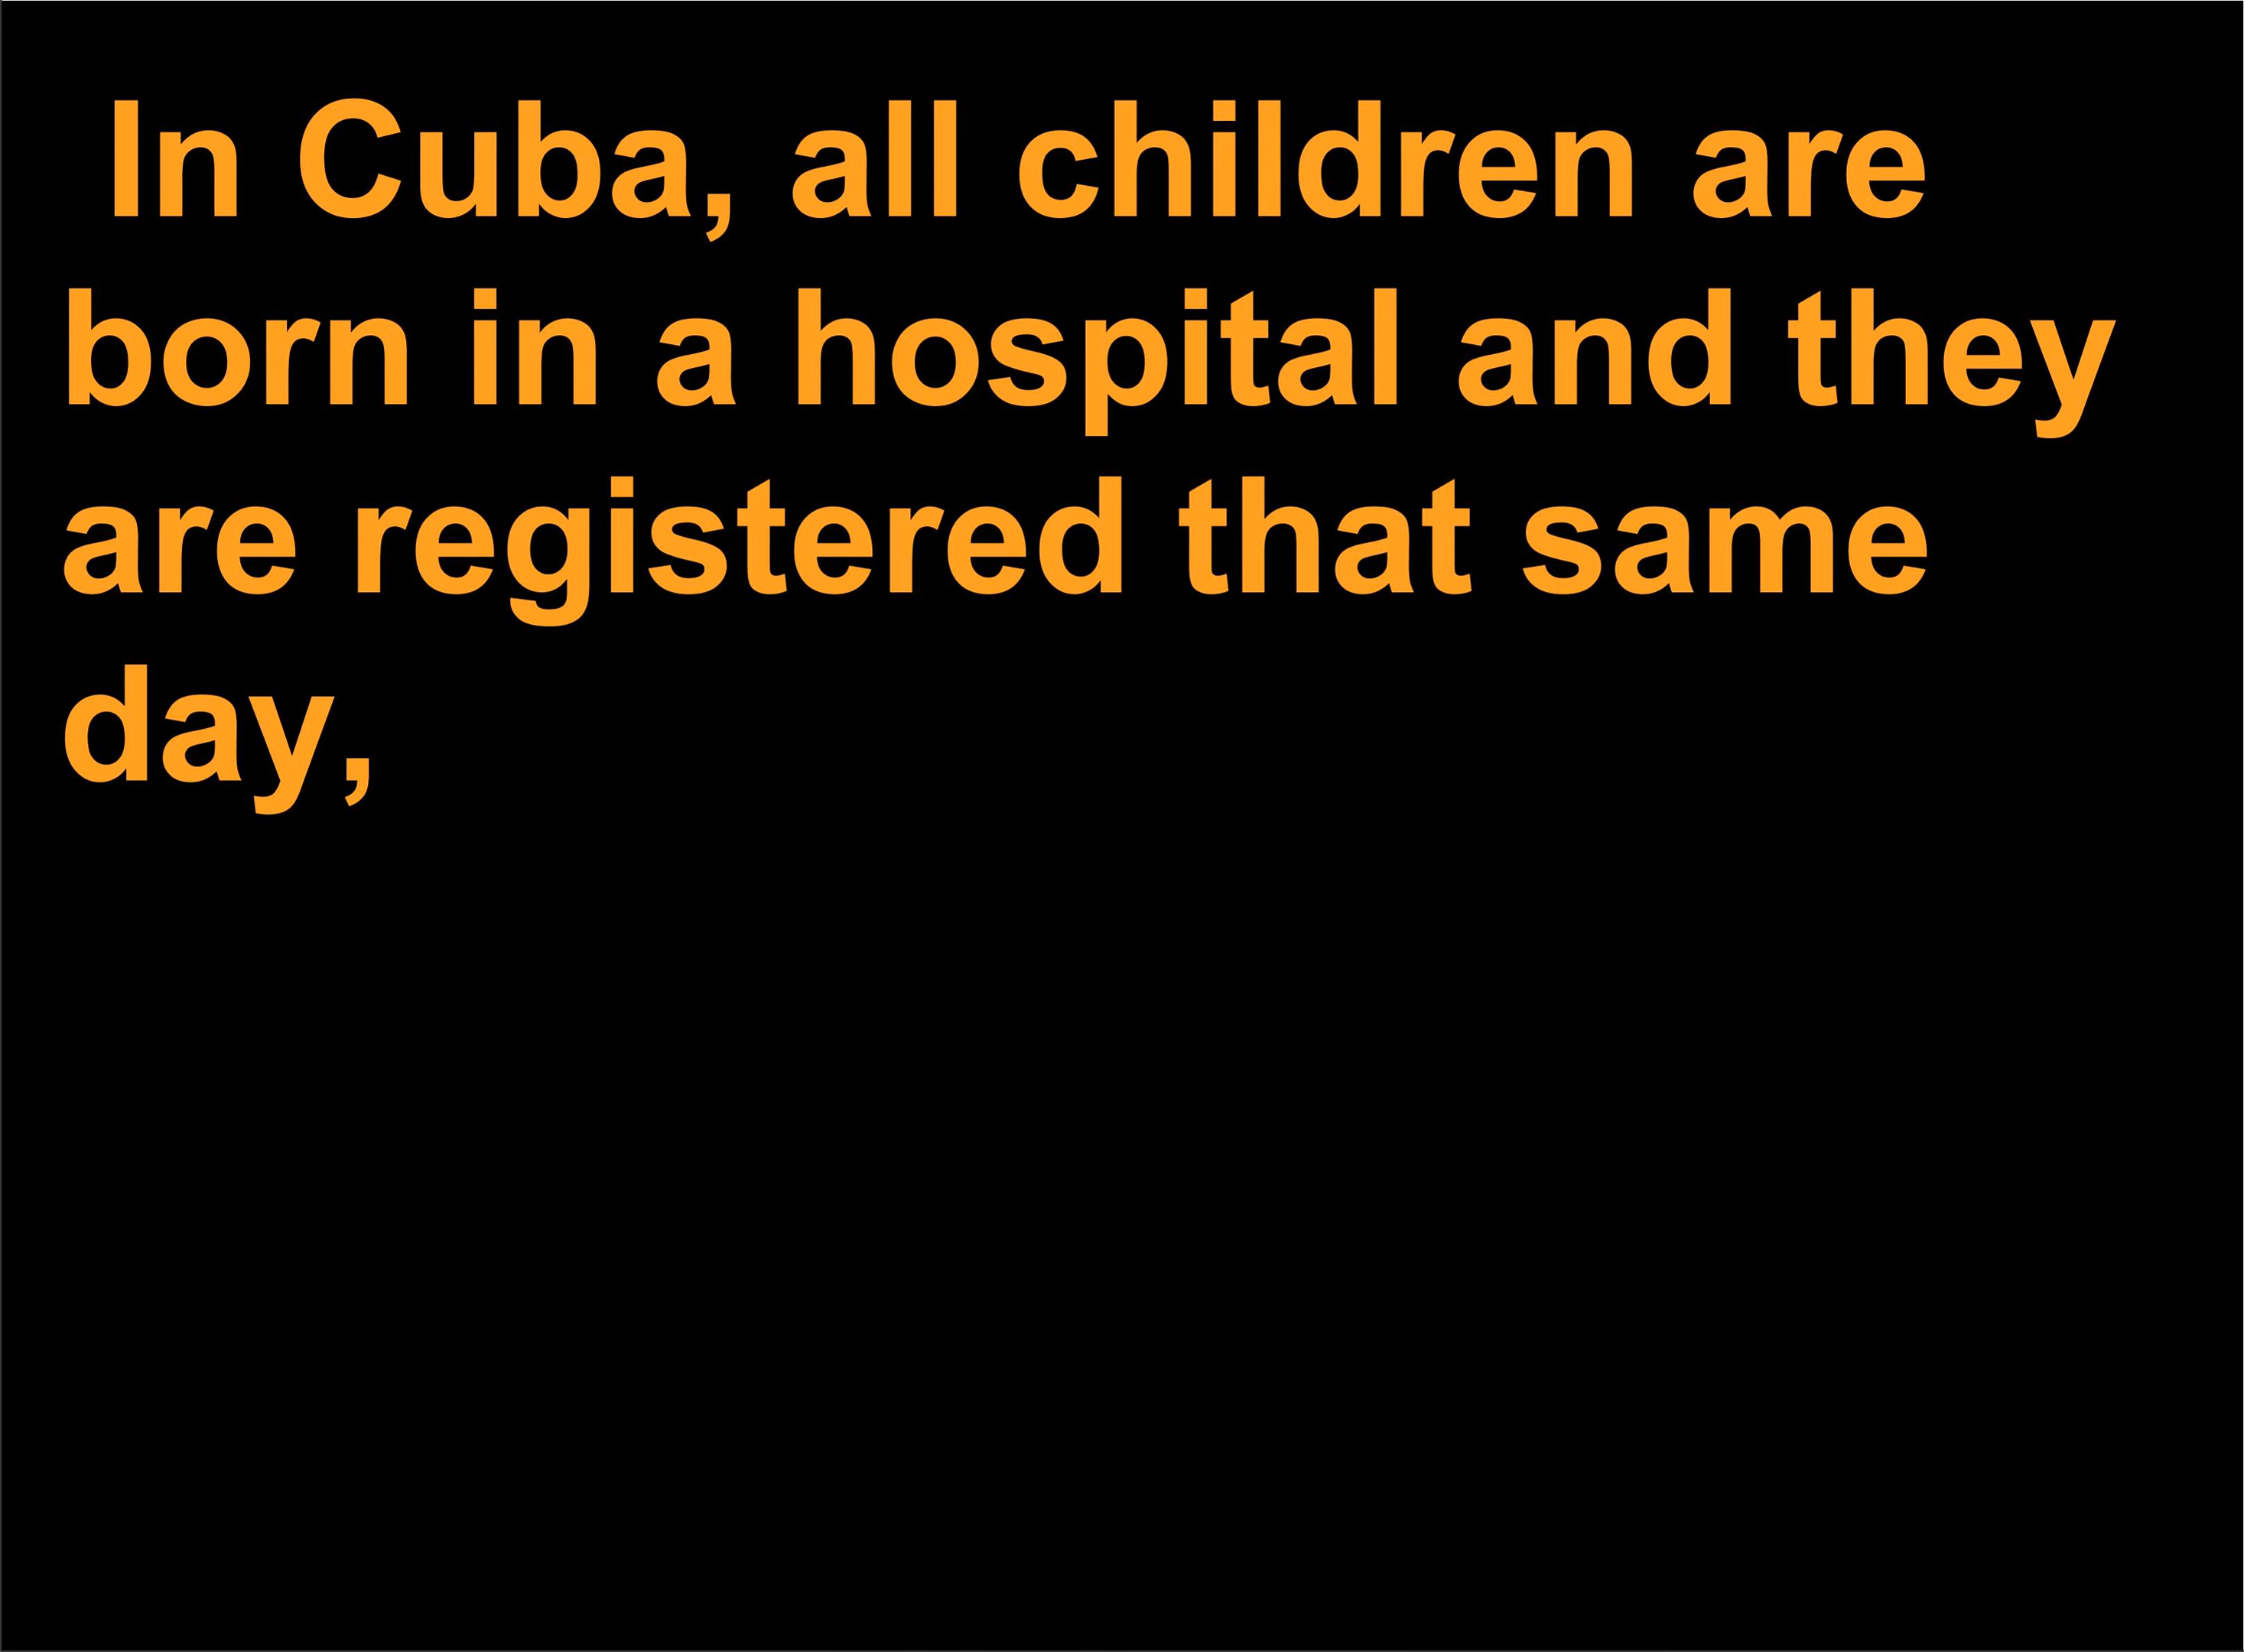 In Cuba, all children are
born in a hospital and they
are registered that same
day,